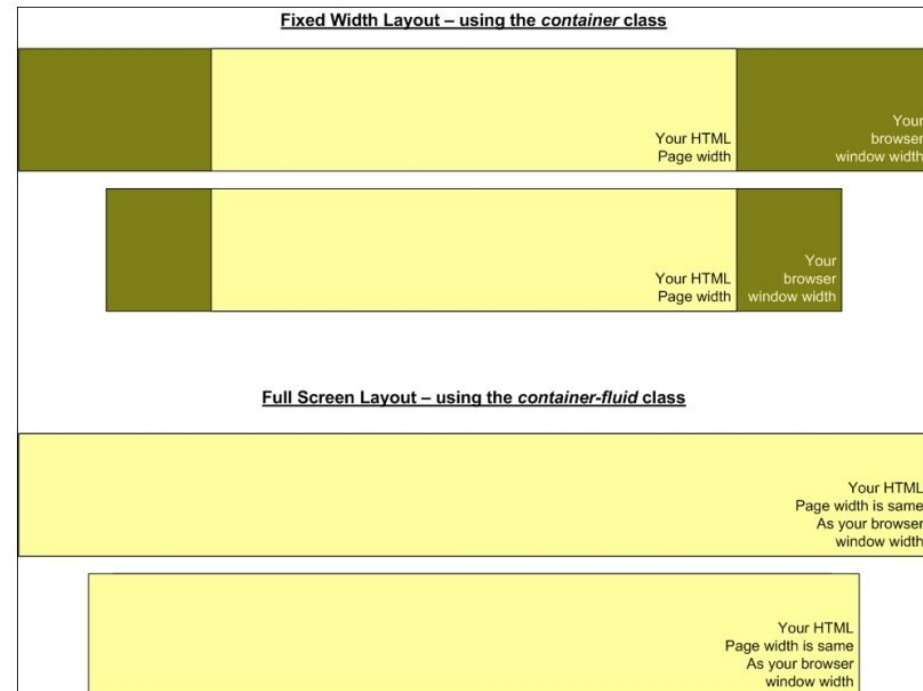 Fixed Width Layout – using the container class
Your HTML
Page width
Your
browser
window width
Your HTML
Page width
Your
browser
window width
Full Screen Layout – using the container-fluid class
Your HTML
Page width is same
As your browser
window width
Your HTML
Page width is same
As your browser
window width